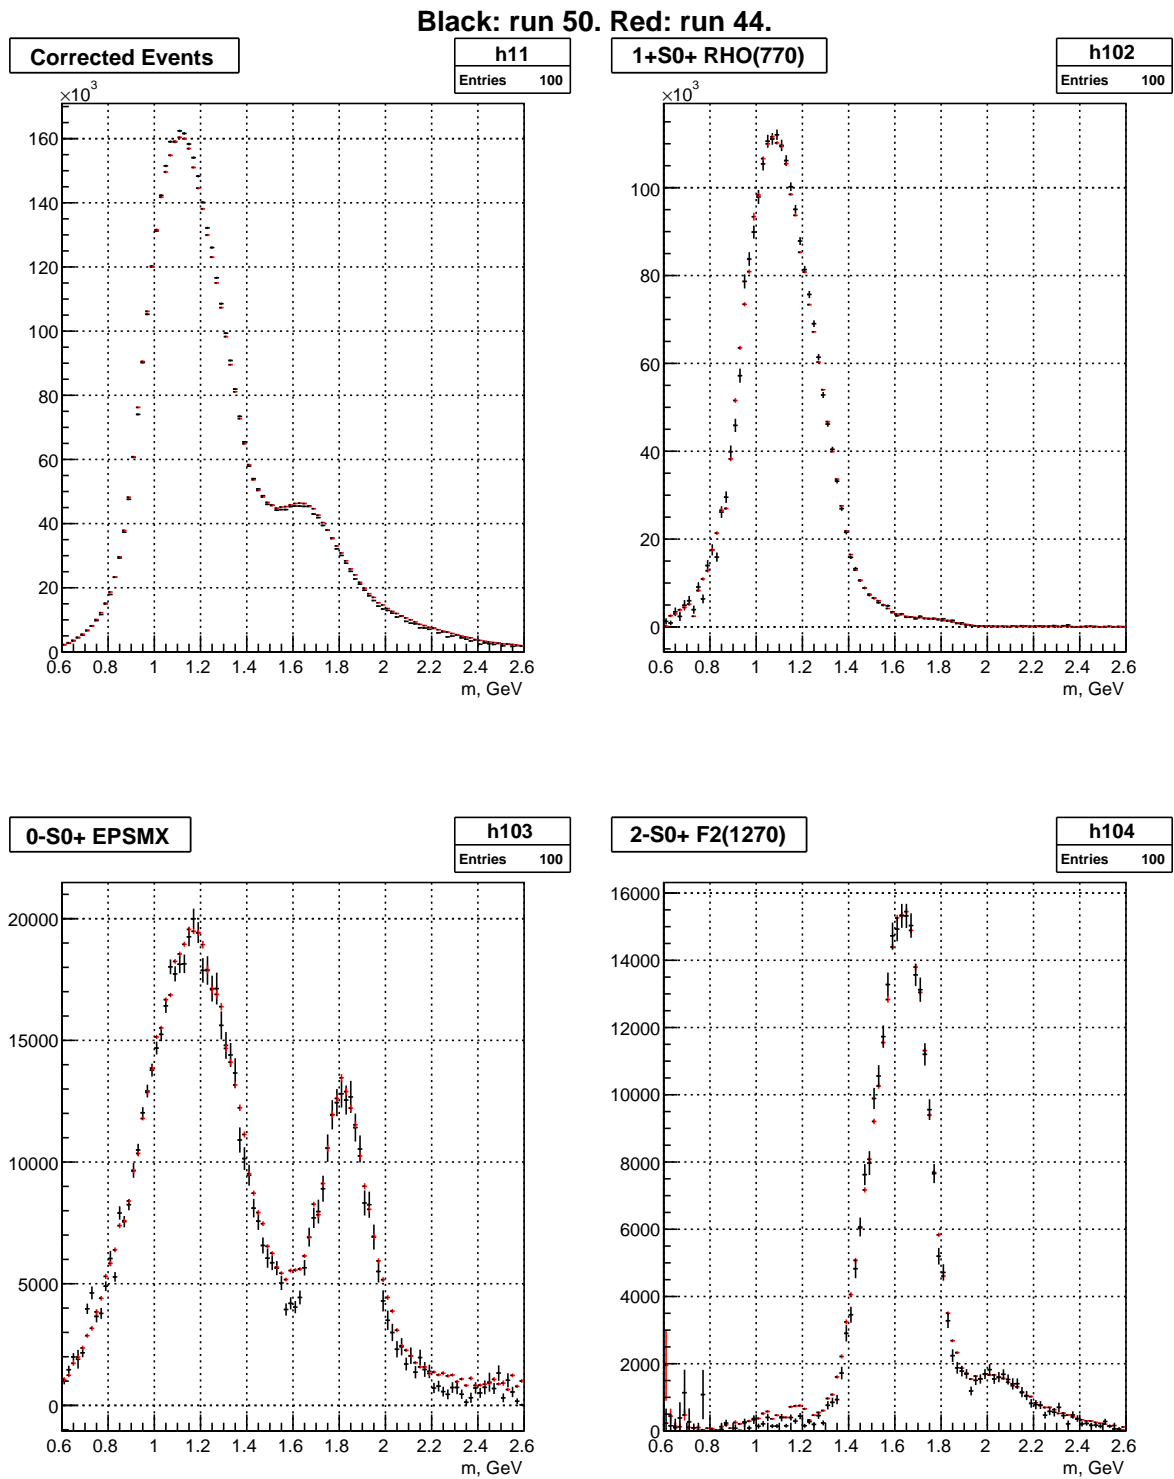 Black: run 50. Red: run 44.
Corrected Events
h11
Entries 100
×10³
160
140
120
100
80
60
40
20
0
0.6 0.8 1 1.2 1.4 1.6 1.8 2 2.2 2.4 2.6
m, GeV
1+S0+ RHO(770)
h102
Entries 100
×10³
100
80
60
40
20
0
0.6 0.8 1 1.2 1.4 1.6 1.8 2 2.2 2.4 2.6
m, GeV
0-S0+ EPSMX
h103
Entries 100
20000
15000
10000
5000
0
0.6 0.8 1 1.2 1.4 1.6 1.8 2 2.2 2.4 2.6
m, GeV
2-S0+ F2(1270)
h104
Entries 100
16000
14000
12000
10000
8000
6000
4000
2000
0
0.6 0.8 1 1.2 1.4 1.6 1.8 2 2.2 2.4 2.6
m, GeV